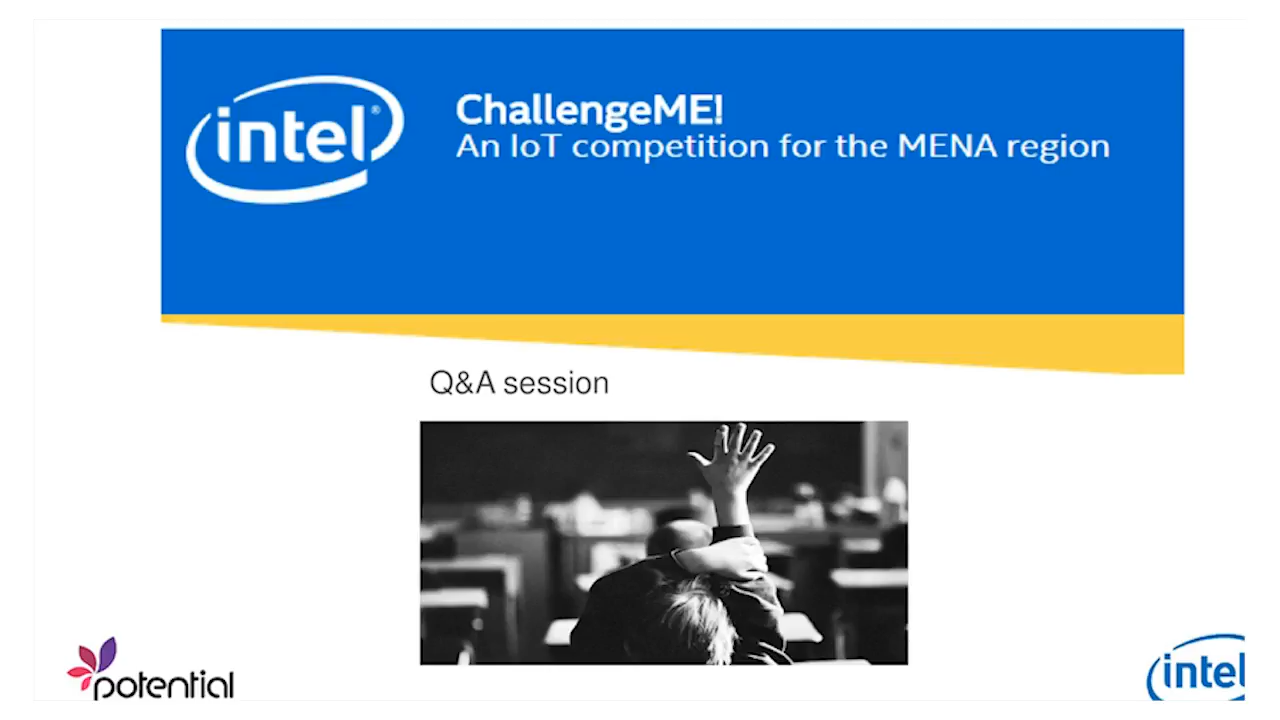 intel®
ChallengeME!
An IoT competition for the MENA region
Q&A session
potential
intel